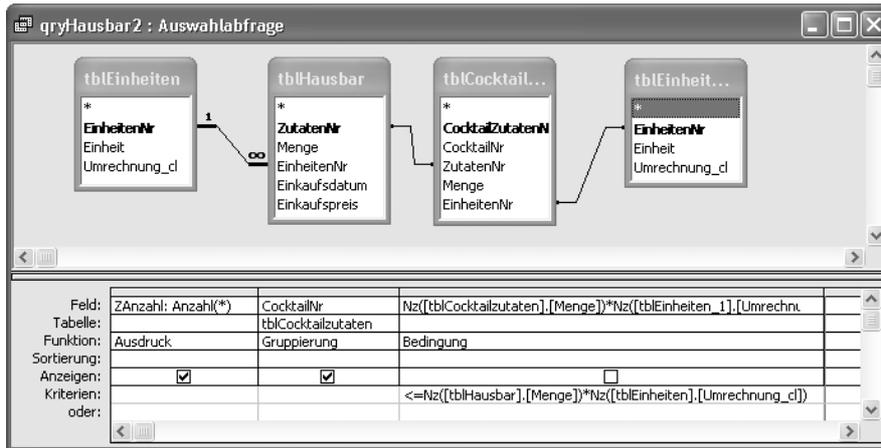 qryHausbar2 : Auswahlabfrage
tblEinheiten
*
EinheitenNr
Einheit
Umrechnung_cl
1
∞
tblHausbar
*
ZutatenNr
Menge
EinheitenNr
Einkaufsdatum
Einkaufspreis
tblCocktail...
*
CocktailZutatenN
CocktailNr
ZutatenNr
Menge
EinheitenNr
tblEinheit...
*
EinheitenNr
Einheit
Umrechnung_cl
Feld: ZAnzahl: Anzahl(*) CocktailNr Nz([tblCocktailzutaten].[Menge])*Nz([tblEinheiten_1].[Umrechnu
Tabelle: tblCocktailzutaten
Funktion: Ausdruck Gruppierung Bedingung
Sortierung:
Anzeigen:
Kriterien: <=Nz([tblHausbar].[Menge])*Nz([tblEinheiten].[Umrechnung_cl])
oder: